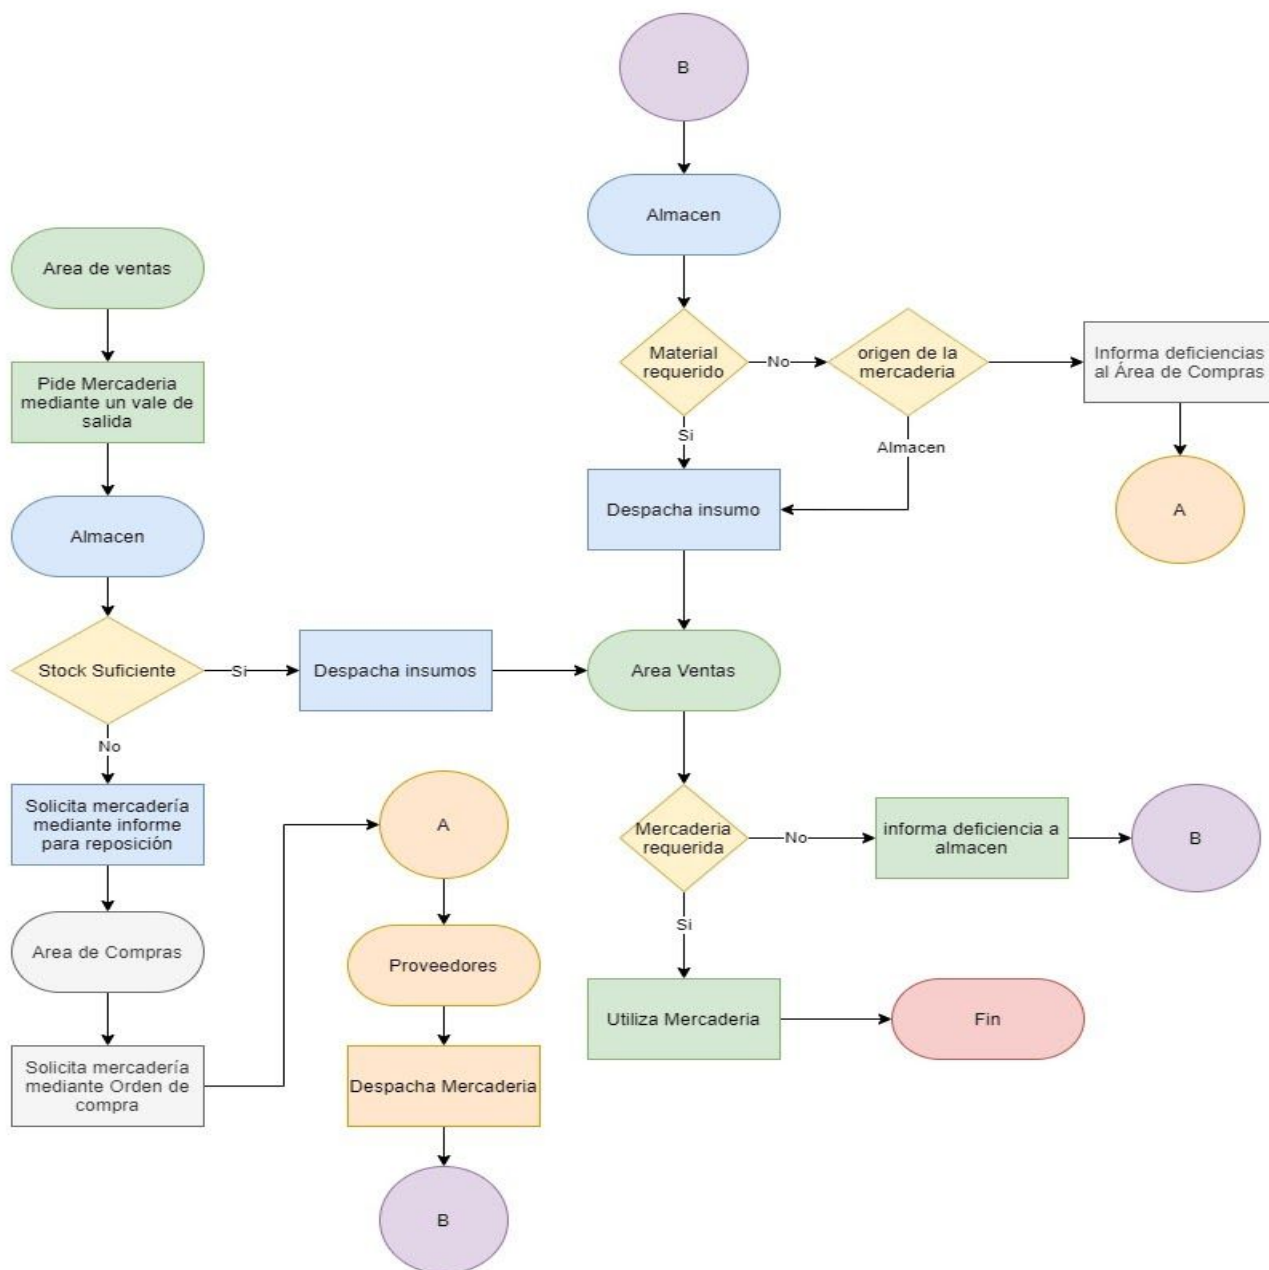 B
Almacen
Area de ventas
Pide Mercaderia
mediante un vale de
salida
Almacen
Stock Suficiente
Si
Despacha insumos
No
Solicita mercadería
mediante informe
para reposición
Area de Compras
Solicita mercadería
mediante Orden de
compra
A
Proveedores
Despacha Mercaderia
B
Material
requerido
No
origen de la
mercaderia
Informa deficiencias
al Área de Compras
A
Si
Almacen
Despacha insumo
Area Ventas
Mercaderia
requerida
No
informa deficiencia a
almacen
B
Si
Utiliza Mercaderia
Fin